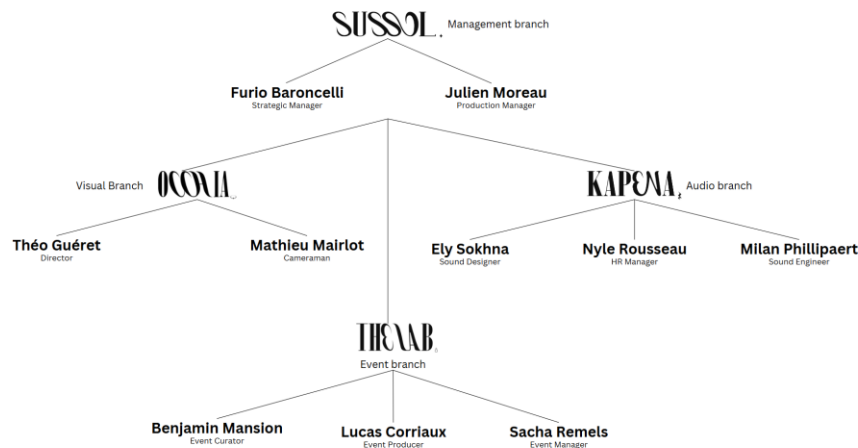 SUSSOL.
Management branch
Furio Baroncelli
Strategic Manager
Julien Moreau
Production Manager
Visual Branch
KAPENA
Audio branch
Théo Guéret
Director
Mathieu Mairlot
Cameraman
Ely Sokhna
Sound Designer
Nyle Rousseau
HR Manager
Milan Phillipaert
Sound Engineer
THELAB
Event branch
Benjamin Mansion
Event Curator
Lucas Corriaux
Event Producer
Sacha Remels
Event Manager